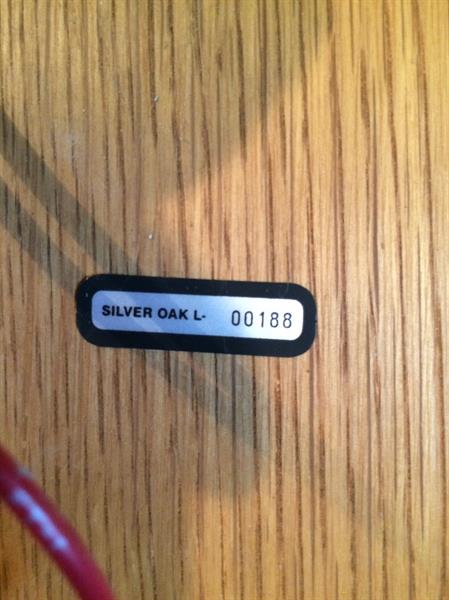 SILVER OAK L- 00188